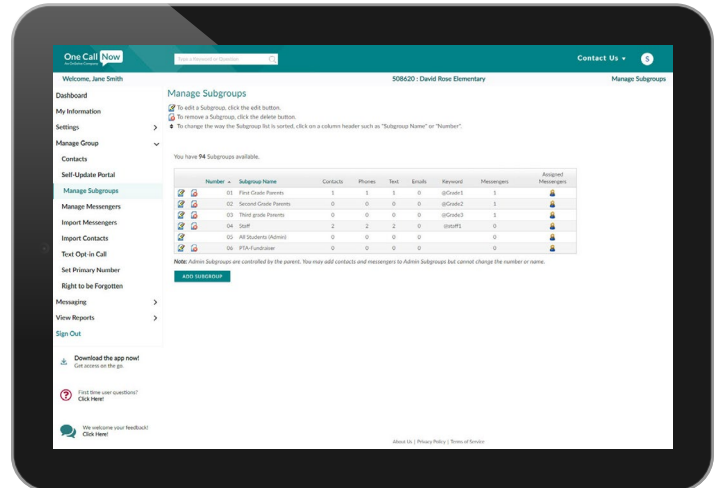 One Call Now
Type a Keyword or Question
Contact Us
S
Welcome, Jane Smith
508620 : David Rose Elementary
Manage Subgroups
Dashboard
My Information
Settings
Manage Group
Contacts
Self-Update Portal
Manage Subgroups
Manage Messengers
Import Messengers
Import Contacts
Text Opt-in Call
Set Primary Number
Right to be Forgotten
Messaging
View Reports
Sign Out
Download the app now!
Get access on the go.
First time user questions?
Click Here!
We welcome your feedback!
Click Here!
Manage Subgroups
To edit a Subgroup, click the edit button.
To remove a Subgroup, click the delete button.
To change the way the Subgroup list is sorted, click on a column header such as "Subgroup Name" or "Number".
You have 94 Subgroups available.
Number Subgroup Name Contacts Phones Text Emails Keyword Messengers Assigned Messengers
01 First Grade Parents 1 1 1 0 @Grade1 1
02 Second Grade Parents 0 0 0 0 @Grade2 1
03 Third grade Parents 0 0 0 0 @Grade3 1
04 Staff 2 2 2 0 @staff1 0
05 All Students (Admin) 0 0 0 0 0
06 PTA-Fundraiser 0 0 0 0 0
Note: Admin Subgroups are controlled by the parent. You may add contacts and messengers to Admin Subgroups but cannot change the number or name.
ADD SUBGROUP
About Us | Privacy Policy | Terms of Service